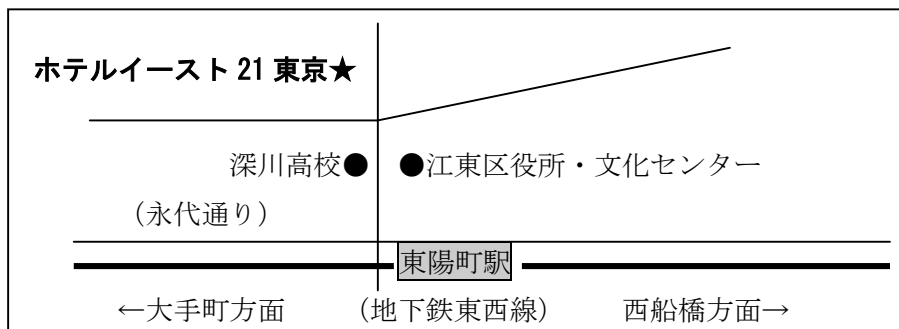 ホテルイースト 21 東京★
深川高校● ●江東区役所・文化センター
（永代通り）
東陽町駅
←大手町方面 （地下鉄東西線） 西船橋方面→